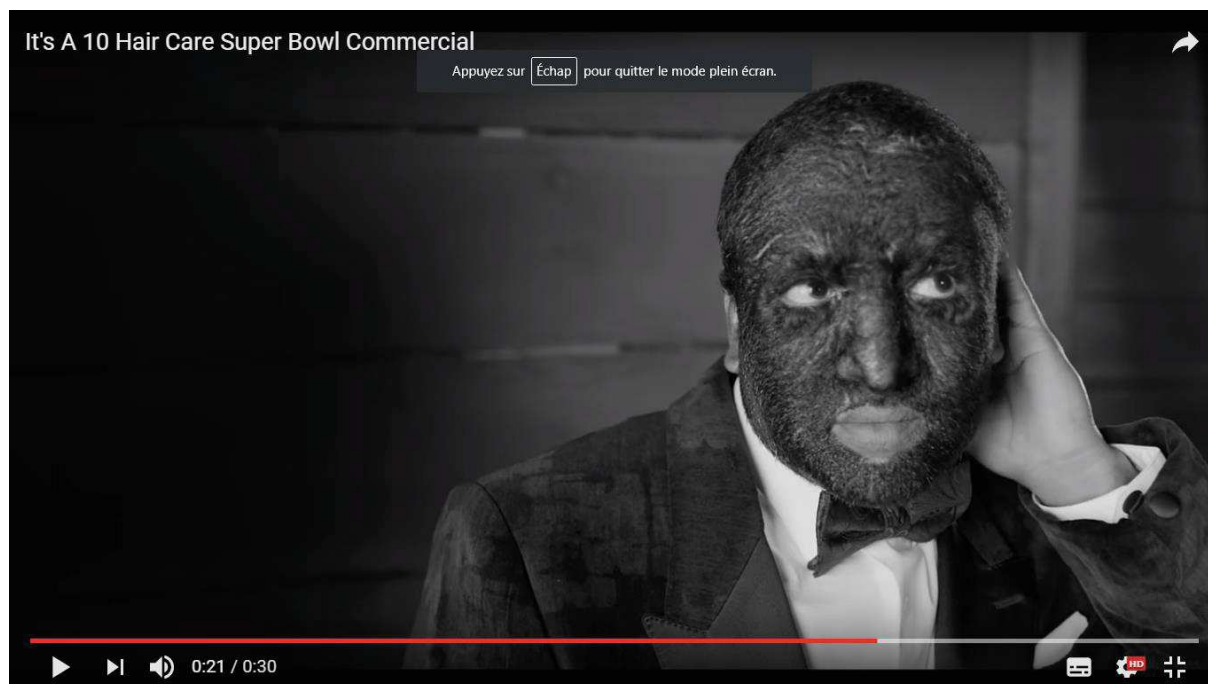 It's A 10 Hair Care Super Bowl Commercial
Appuyez sur Échap pour quitter le mode plein écran.
0:21 / 0:30
HD